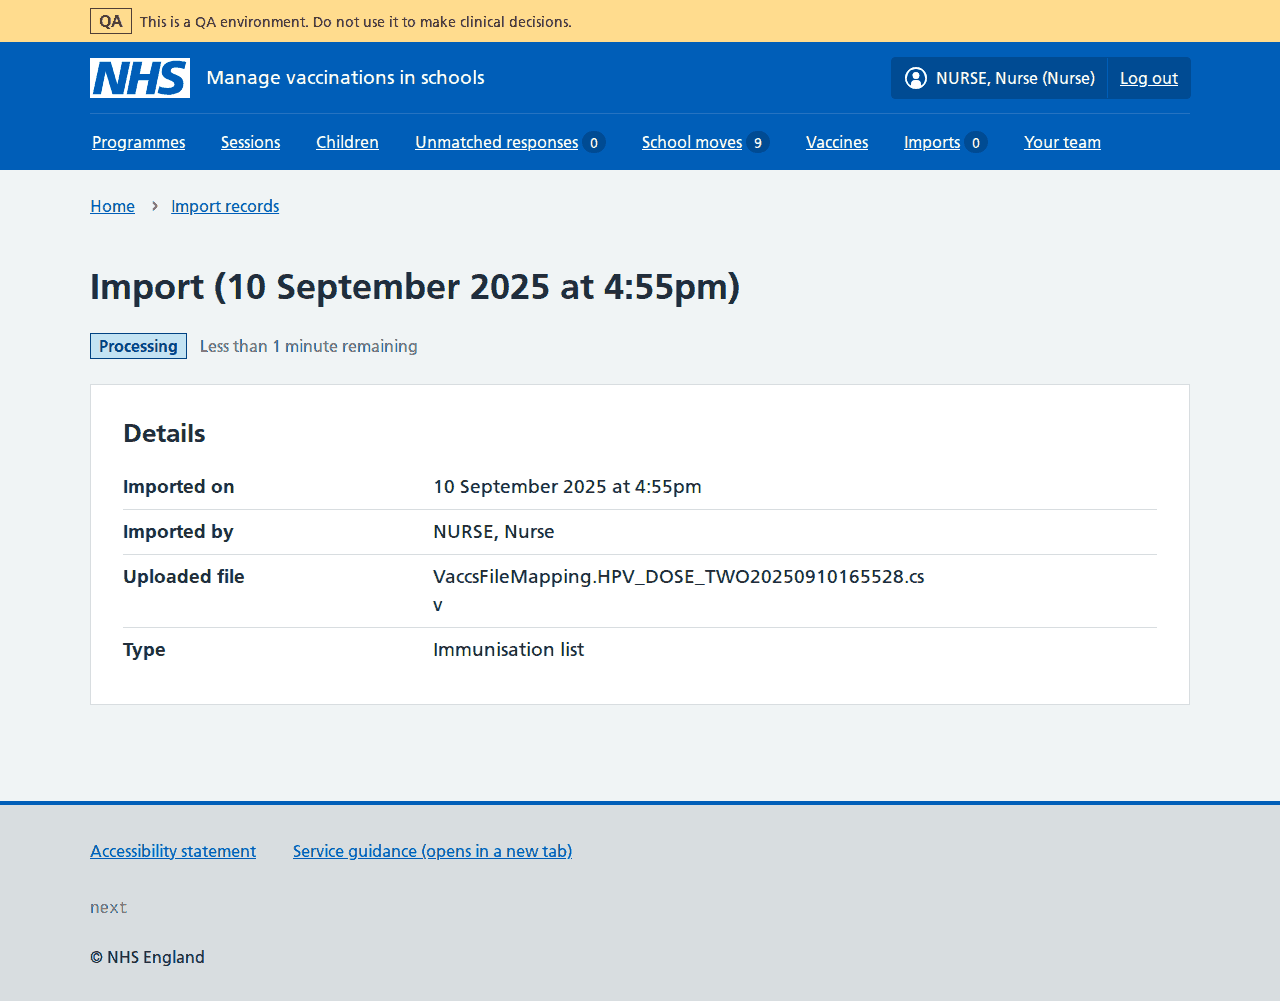 QA This is a QA environment. Do not use it to make clinical decisions.
NHS Manage vaccinations in schools NURSE, Nurse (Nurse) Log out
Programmes Sessions Children Unmatched responses 0 School moves 9 Vaccines Imports 0 Your team
Home Import records
Import (10 September 2025 at 4:55pm)
Processing Less than 1 minute remaining
Details
Imported on 10 September 2025 at 4:55pm
Imported by NURSE, Nurse
Uploaded file VaccsFileMapping.HPV_DOSE_TWO20250910165528.cs
v
Type Immunisation list
Accessibility statement Service guidance (opens in a new tab)
next
© NHS England